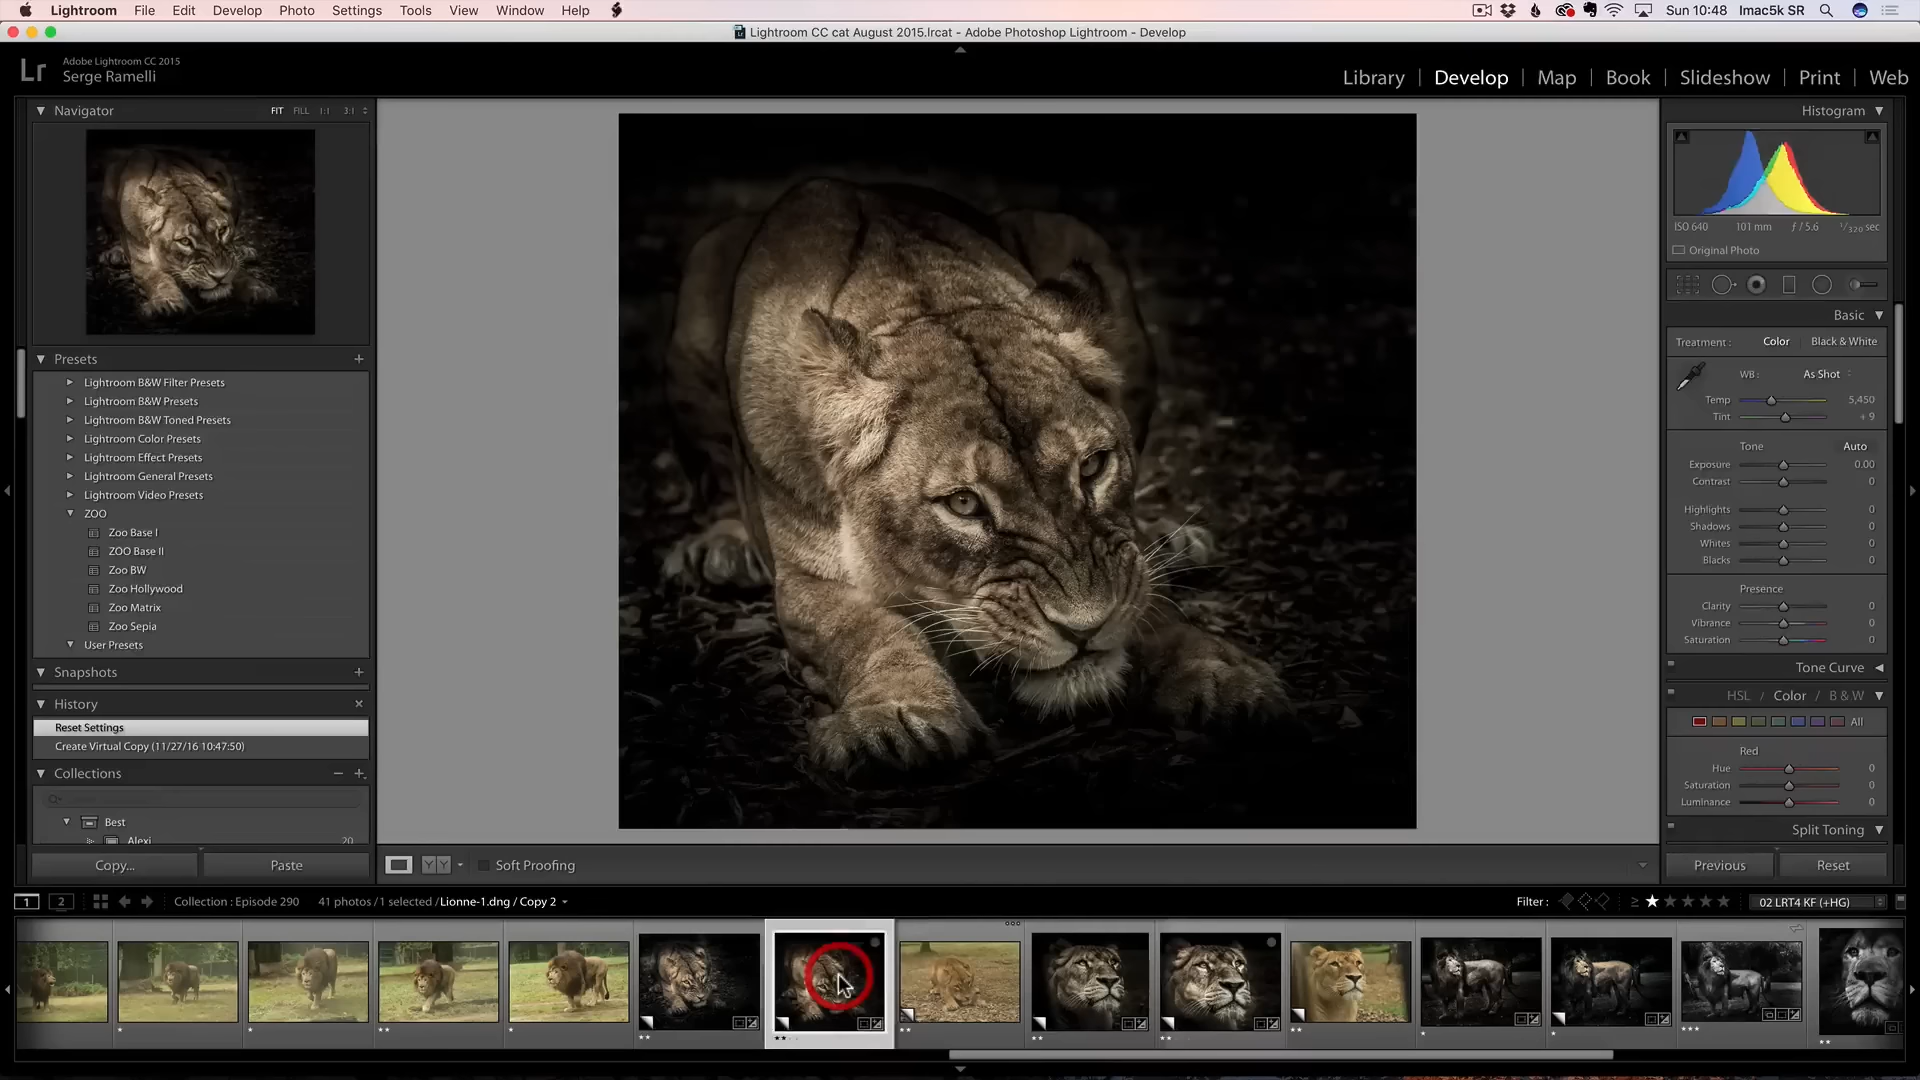 Lightroom File Edit Develop Photo Settings Tools View Window Help Sun 10:48 Imac5k SR
Lightroom CC cat August 2015.lrcat - Adobe Photoshop Lightroom - Develop
Lr Adobe Lightroom CC 2015
Serge Ramelli
Library Develop Map Book Slideshow Print Web
Navigator FIT FILL 1:1 3:1
Presets
Lightroom B&W Filter Presets
Lightroom B&W Presets
Lightroom B&W Toned Presets
Lightroom Color Presets
Lightroom Effect Presets
Lightroom General Presets
Lightroom Video Presets
ZOO
Zoo Base I
ZOO Base II
Zoo BW
Zoo Hollywood
Zoo Matrix
Zoo Sepia
User Presets
Snapshots
History
Reset Settings
Create Virtual Copy (11/27/16 10:47:50)
Collections
Best
Alexi 20
Copy... Paste
YY Soft Proofing
Histogram
ISO 640 101 mm ƒ / 5.6 1/320 sec
Original Photo
Basic
Treatment : Color Black & White
WB : As Shot
Temp 5,450
Tint + 9
Tone Auto
Exposure 0.00
Contrast 0
Highlights 0
Shadows 0
Whites 0
Blacks 0
Presence
Clarity 0
Vibrance 0
Saturation 0
Tone Curve
HSL / Color / B & W
All
Red
Hue 0
Saturation 0
Luminance 0
Split Toning
Previous Reset
1 2 Collection : Episode 290 41 photos / 1 selected / Lionne-1.dng / Copy 2 Filter : 02 LRT4 KF (+HG)